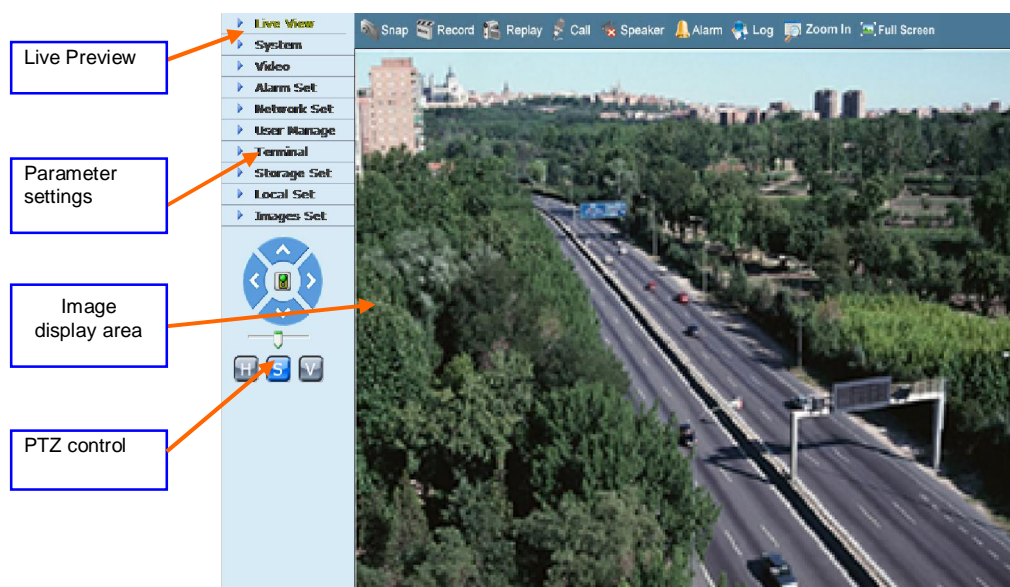 Live Preview
Parameter
settings
Image
display area
PTZ control
Live View
System
Video
Alarm Set
Network Set
User Manage
Terminal
Storage Set
Local Set
Images Set
H S V
Snap Record Replay Call Speaker Alarm Log Zoom In Full Screen